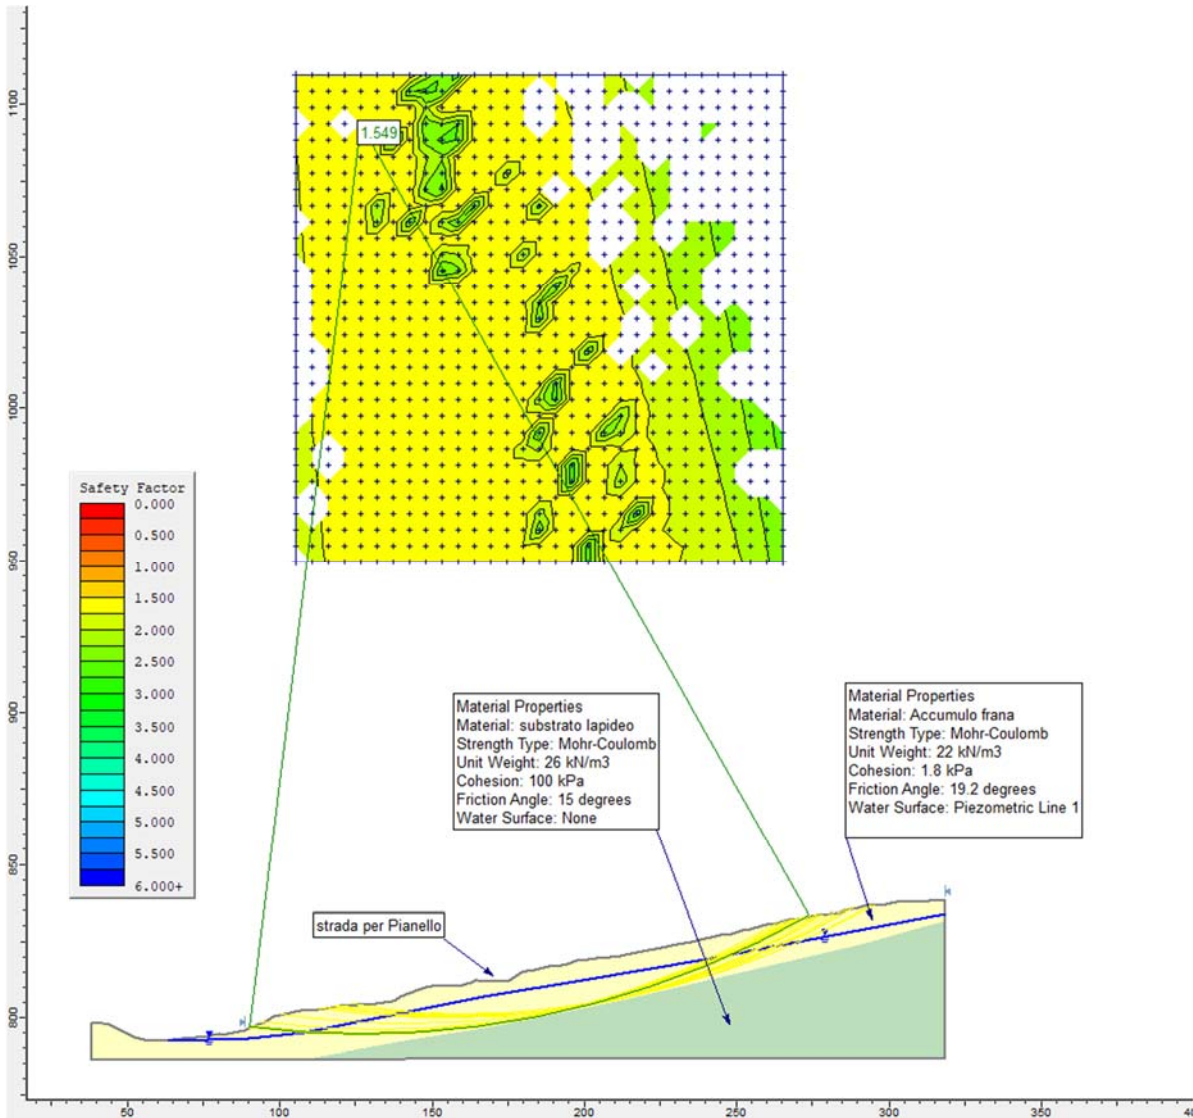 1100
1050
1000
950
900
850
800
1.549
Safety Factor
0.000
0.500
1.000
1.500
2.000
2.500
3.000
3.500
4.000
4.500
5.000
5.500
6.000+
Material Properties
Material: substrato lapideo
Strength Type: Mohr-Coulomb
Unit Weight: 26 kN/m3
Cohesion: 100 kPa
Friction Angle: 15 degrees
Water Surface: None
Material Properties
Material: Accumulo frana
Strength Type: Mohr-Coulomb
Unit Weight: 22 kN/m3
Cohesion: 1.8 kPa
Friction Angle: 19.2 degrees
Water Surface: Piezometric Line 1
strada per Pianello
50
100
150
200
250
300
350